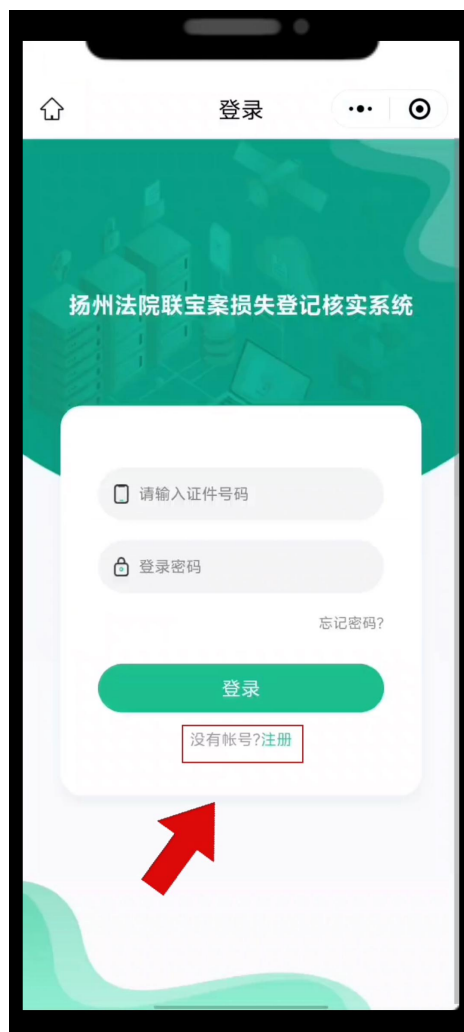 登录
扬州法院联宝案损失登记核实系统
请输入证件号码
登录密码
忘记密码?
登录
没有帐号?注册